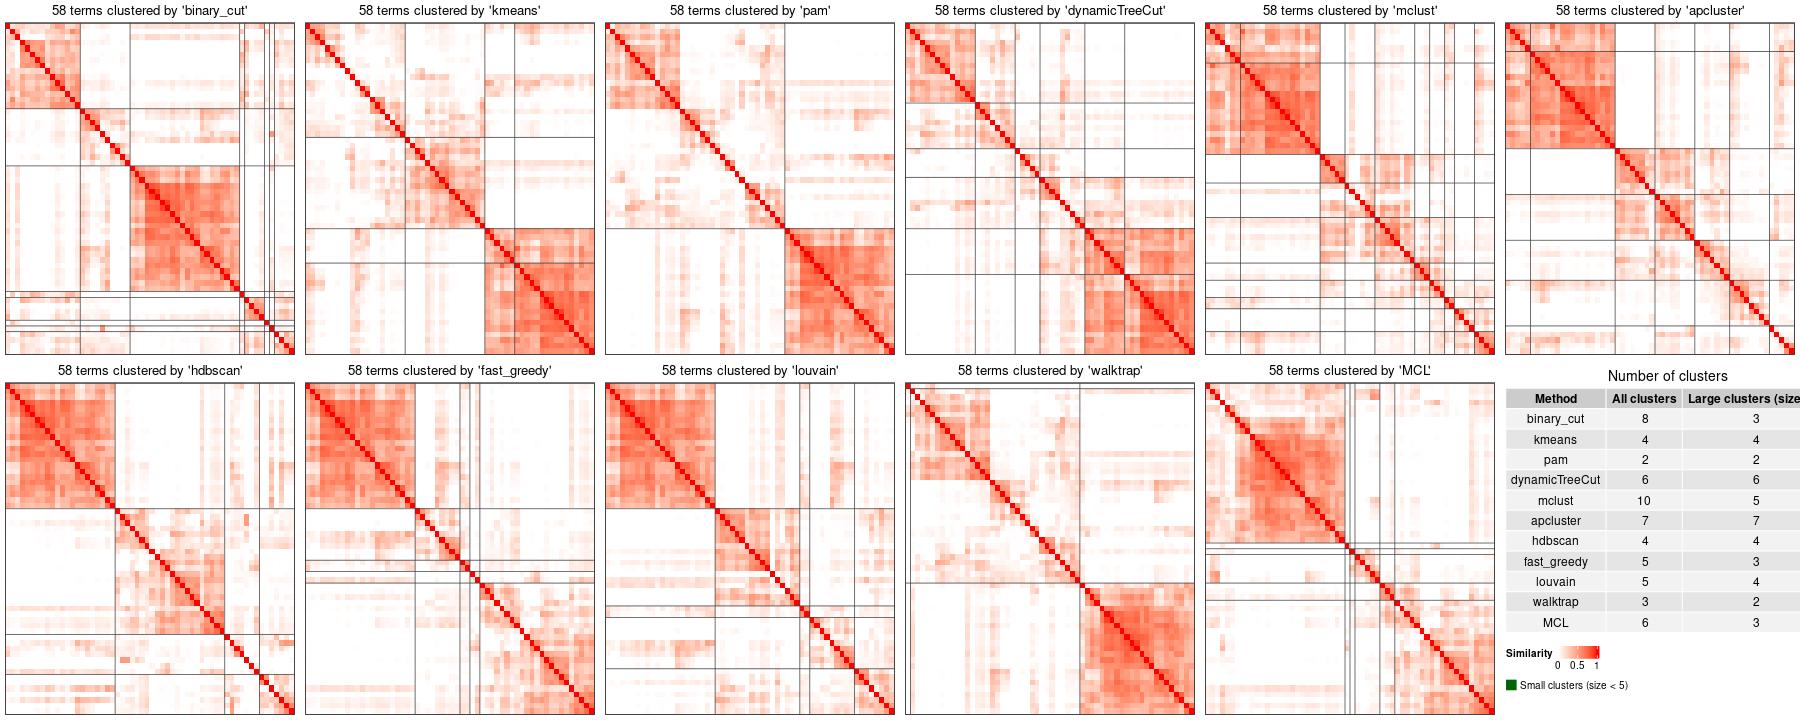 58 terms clustered by 'binary_cut'
58 terms clustered by 'kmeans'
58 terms clustered by 'pam'
58 terms clustered by 'dynamicTreeCut'
58 terms clustered by 'mclust'
58 terms clustered by 'apcluster'
58 terms clustered by 'hdbscan'
58 terms clustered by 'fast_greedy'
58 terms clustered by 'louvain'
58 terms clustered by 'walktrap'
58 terms clustered by 'MCL'
Number of clusters
Method All clusters Large clusters (size
binary_cut 8 3
kmeans 4 4
pam 2 2
dynamicTreeCut 6 6
mclust 10 5
apcluster 7 7
hdbscan 4 4
fast_greedy 5 3
louvain 5 4
walktrap 3 2
MCL 6 3
Similarity
0 0.5 1
Small clusters (size < 5)